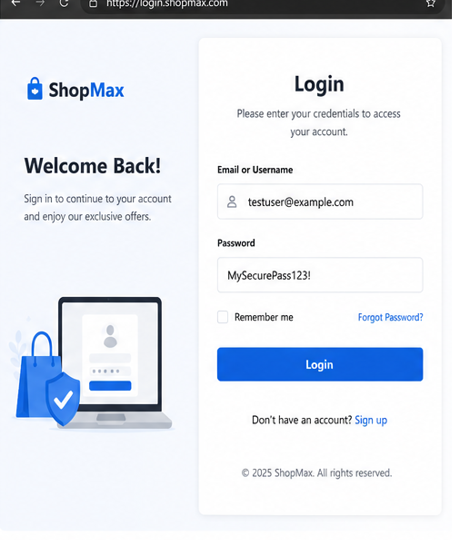 https://login.shopmax.com
ShopMax
Welcome Back!
Sign in to continue to your account
and enjoy our exclusive offers.
Login
Please enter your credentials to access
your account.
Email or Username
testuser@example.com
Password
MySecurePass123!
Remember me
Forgot Password?
Login
Don't have an account? Sign up
© 2025 ShopMax. All rights reserved.